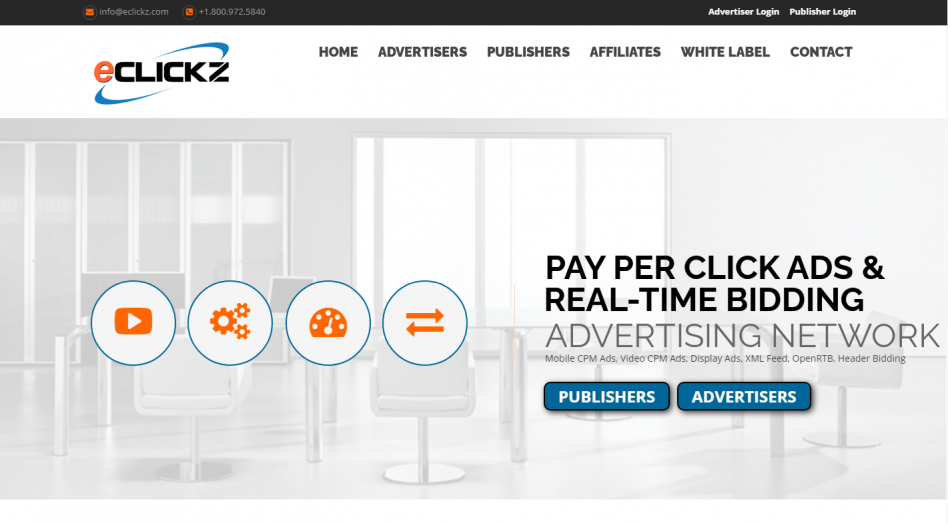 info@eclickz.com +1.800.972.5840 Advertiser Login Publisher Login
eCLICKZ
HOME ADVERTISERS PUBLISHERS AFFILIATES WHITE LABEL CONTACT
PAY PER CLICK ADS &
REAL-TIME BIDDING
ADVERTISING NETWORK
Mobile CPM Ads, Video CPM Ads, Display Ads, XML Feed, OpenRTB, Header Bidding
PUBLISHERS ADVERTISERS